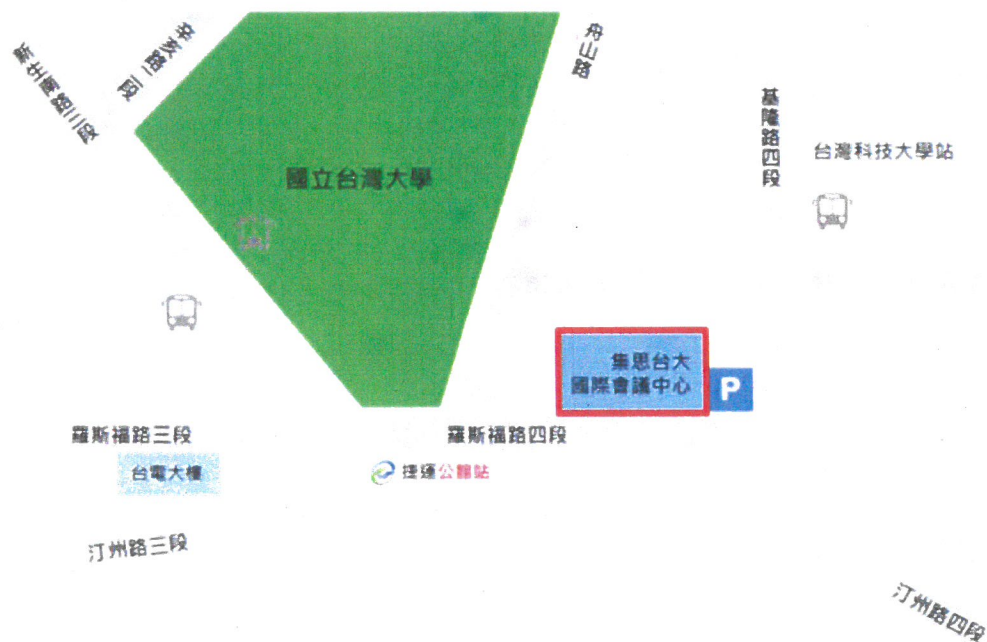 新生南路三段
辛亥路二段
舟山路
基隆路四段
台灣科技大學站
國立台灣大學
集思台大
國際會議中心
P
羅斯福路三段
羅斯福路四段
台電大樓
捷運公館站
汀州路三段
汀州路四段